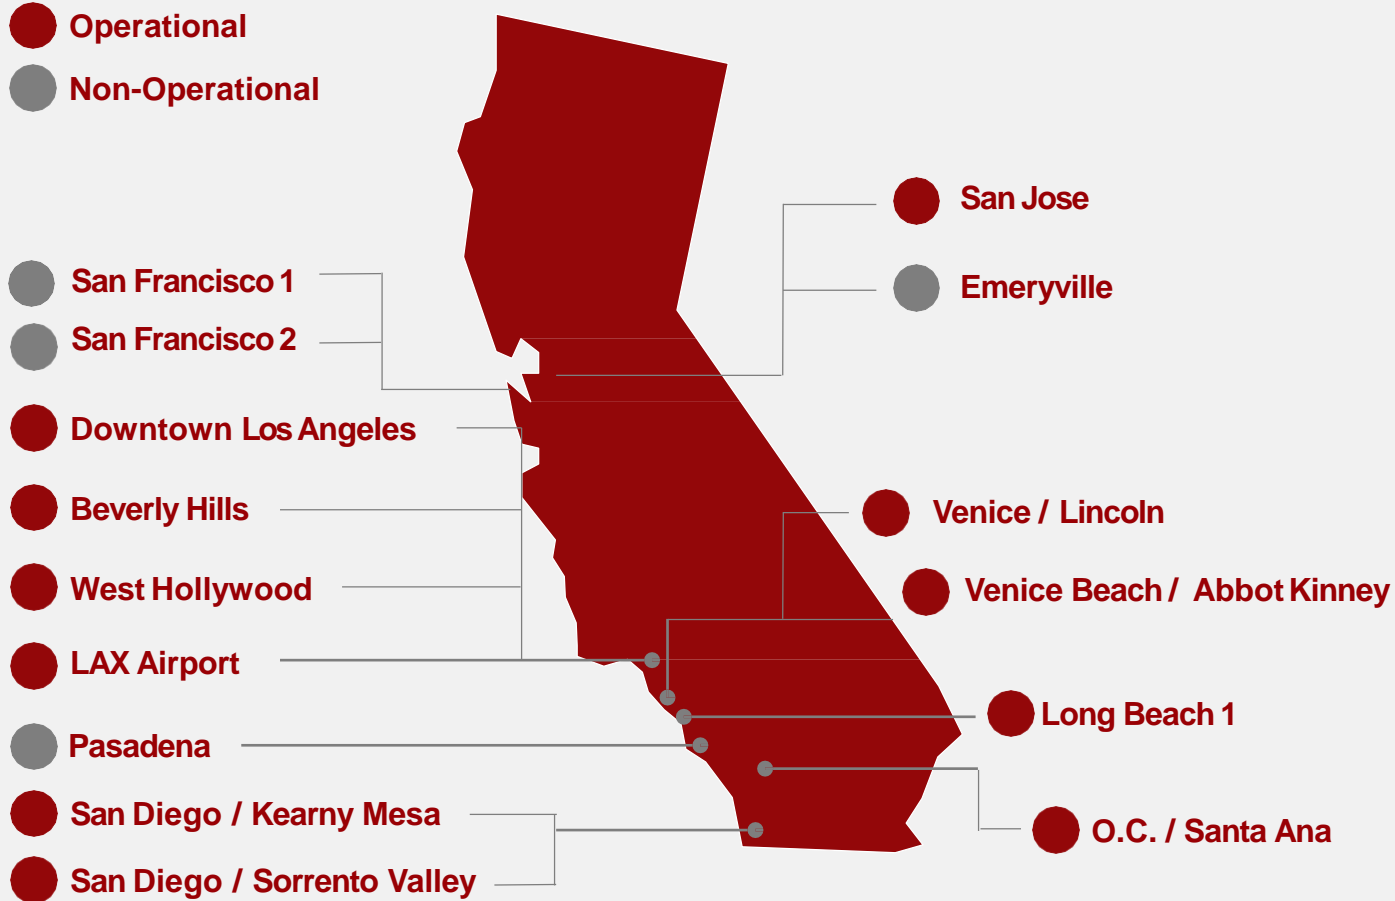 Operational
Non-Operational
San Francisco 1
San Francisco 2
Downtown Los Angeles
Beverly Hills
West Hollywood
LAX Airport
Pasadena
San Diego / Kearny Mesa
San Diego / Sorrento Valley
San Jose
Emeryville
Venice / Lincoln
Venice Beach / Abbot Kinney
Long Beach 1
O.C. / Santa Ana